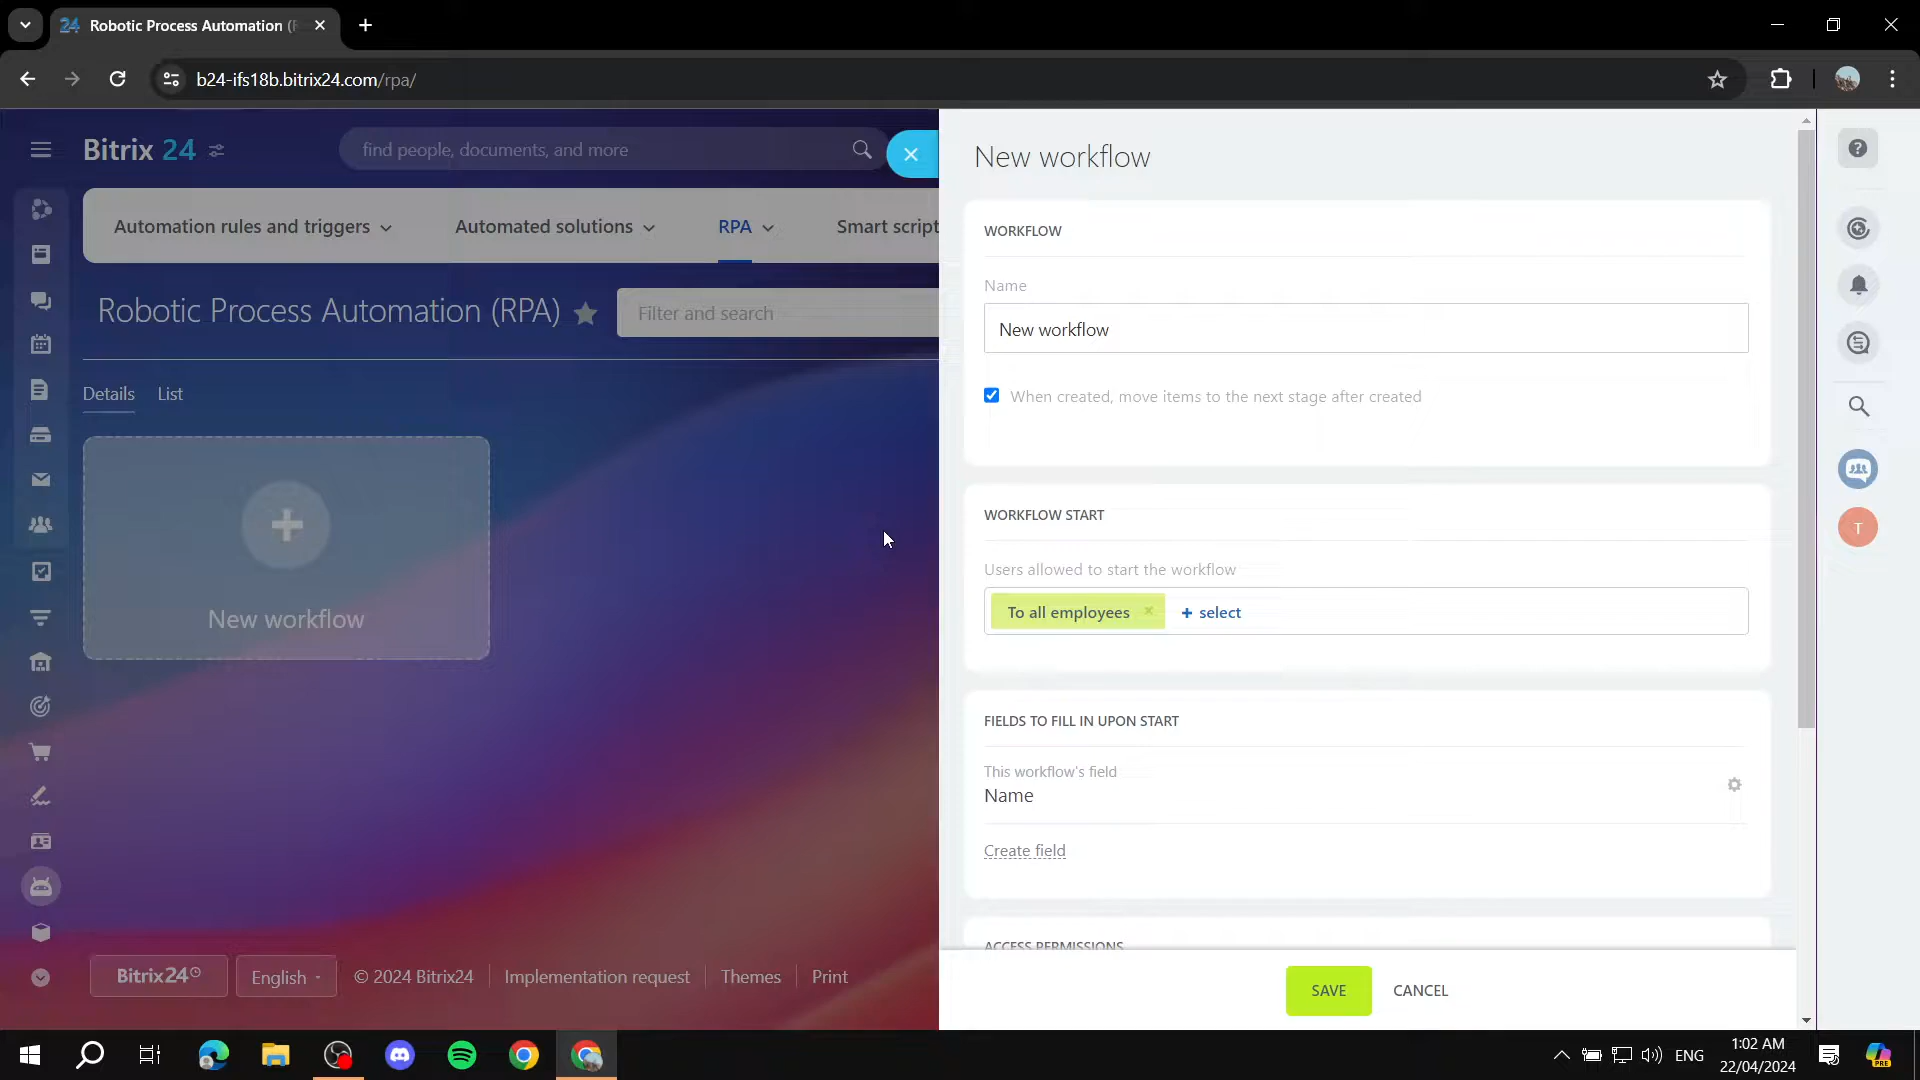 24 Robotic Process Automation (
b24-ifs18b.bitrix24.com/rpa/
Bitrix 24
find people, documents, and more
Automation rules and triggers
Automated solutions
RPA
Smart script
Robotic Process Automation (RPA)
Filter and search
Details
List
New workflow
Bitrix24
English
© 2024 Bitrix24
Implementation request
Themes
Print
New workflow
WORKFLOW
Name
New workflow
When created, move items to the next stage after created
WORKFLOW START
Users allowed to start the workflow
To all employees
+ select
FIELDS TO FILL IN UPON START
This workflow's field
Name
Create field
ACCESS PERMISSIONS
SAVE
CANCEL
?
T
ENG
1:02 AM
22/04/2024
PRE